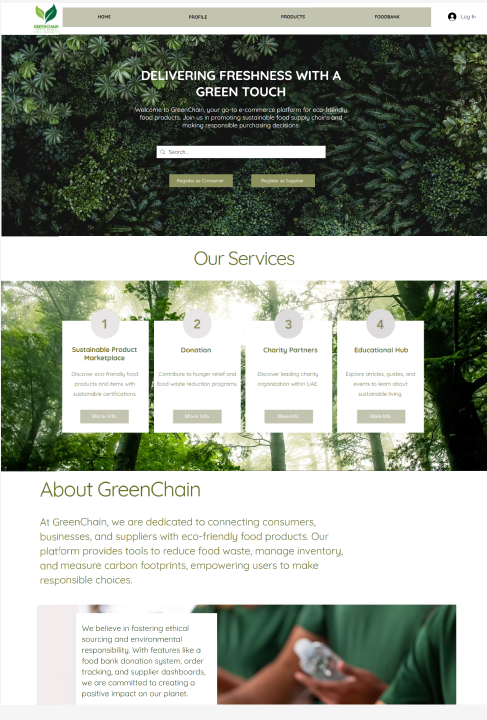 HOME PROFILE PRODUCTS FOODBANK Log In
GREENCHAIN
DELIVERING FRESHNESS WITH A
GREEN TOUCH
Welcome to GreenChain, your go-to e-commerce platform for eco-friendly
food products. Join us in promoting sustainable food supply chains and
making responsible purchasing decisions.
Search...
Register as Consumer Register as Supplier
Our Services
1
Sustainable Product
Marketplace
Discover eco-friendly food
products and items with
sustainable certifications.
More Info
2
Donation
Contribute to hunger relief and
food waste reduction programs
More Info
3
Charity Partners
Discover leading charity
organization within UAE
More Info
4
Educational Hub
Explore atricles, guides, and
events to learn about
sustainable living.
More Info
About GreenChain
At GreenChain, we are dedicated to connecting consumers,
businesses, and suppliers with eco-friendly food products. Our
platform provides tools to reduce food waste, manage inventory,
and measure carbon footprints, empowering users to make
responsible choices.
We believe in fostering ethical
sourcing and environmental
responsibility. With features like a
food bank donation system, order
tracking, and supplier dashboards,
we are committed to creating a
positive impact on our planet.